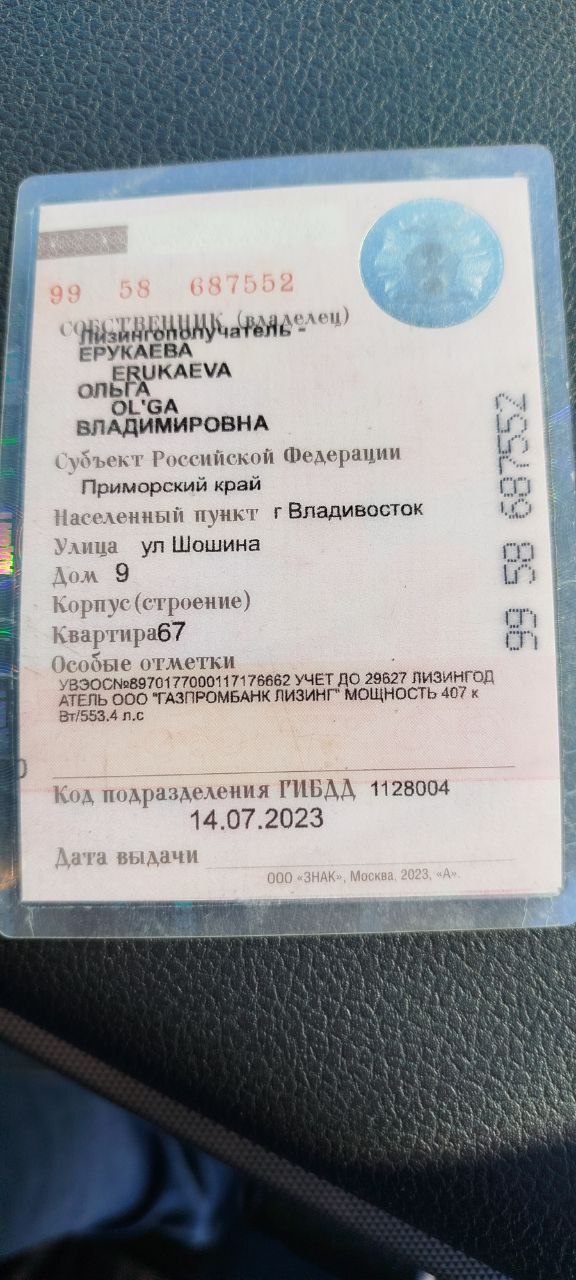 99 58 687552
СОБСТВЕННИК (владелец)
Лизингополучатель -
ЕРУКАЕВА
ERUKAEVA
ОЛЬГА
OL'GA
ВЛАДИМИРОВНА
Субъект Российской Федерации
Приморский край
Населенный пункт г Владивосток
Улица ул Шошина
Дом 9
Корпус(строение)
Квартира67
Особые отметки
УВЭОС№8970177000117176662 УЧЕТ ДО 29627 ЛИЗИНГОД
АТЕЛЬ ООО "ГАЗПРОМБАНК ЛИЗИНГ" МОЩНОСТЬ 407 к
Вт/553.4 л.с
Код подразделения ГИБДД 1128004
14.07.2023
Дата выдачи
ООО «ЗНАК», Москва, 2023, «А».
99 58 687552